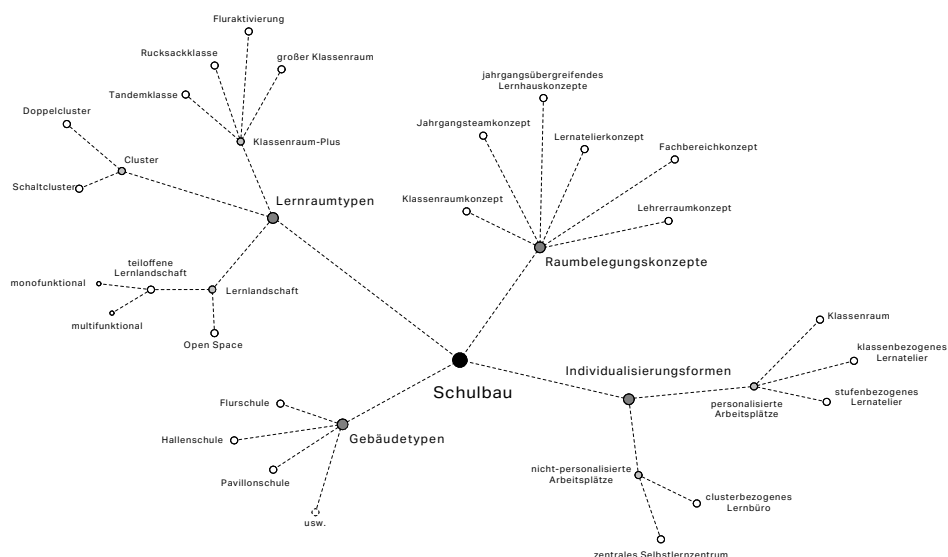 Fluraktivierung
Rucksackklasse
großer Klassenraum
Tandemklasse
Doppelcluster
Klassenraum-Plus
Cluster
Schaltcluster
Lernraumtypen
teiloffene
Lernlandschaft
monofunktional
Lernlandschaft
multifunktional
Open Space
jahrgangsübergreifendes
Lernhauskonzepte
Jahrgangsteamkonzept
Lernatelierkonzept
Fachbereichkonzept
Klassenraumkonzept
Lehrerraumkonzept
Raumbelegungskonzepte
Schulbau
Individualisierungsformen
Klassenraum
klassenbezogenes
Lernatelier
stufenbezogenes
Lernatelier
personalisierte
Arbeitsplätze
nicht-personalisierte
Arbeitsplätze
clusterbezogenes
Lernbüro
zentrales Selbstlernzentrum
Flurschule
Hallenschule
Gebäudetypen
Pavillonschule
usw.